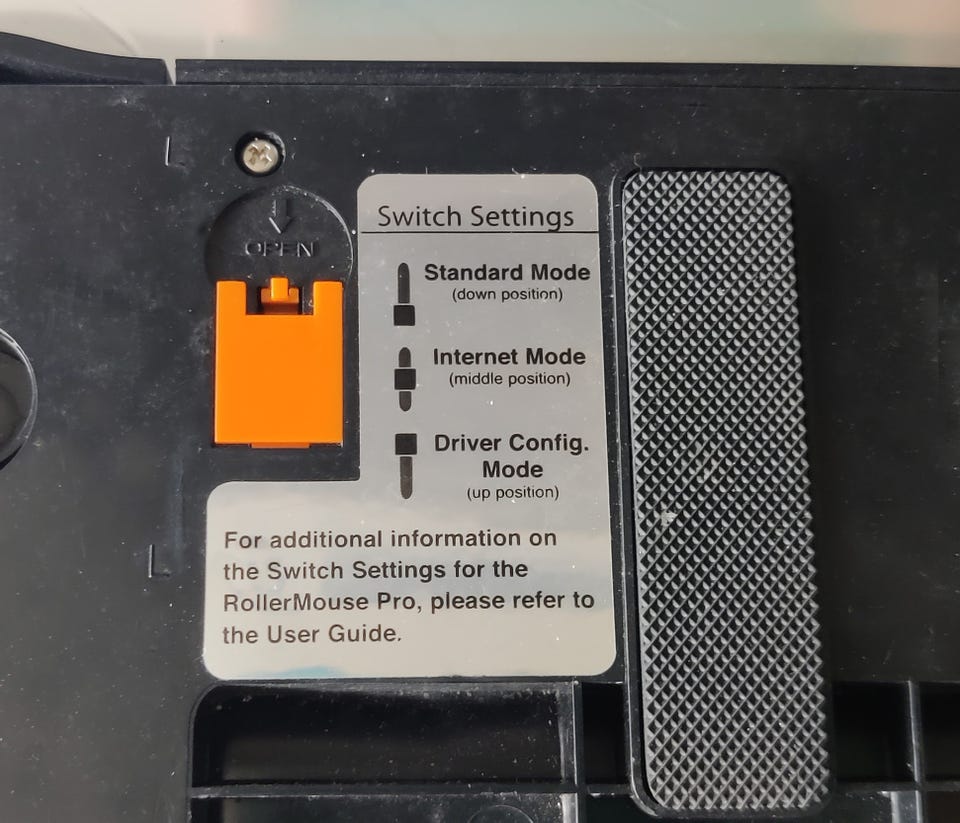 OPEN
Switch Settings
Standard Mode
(down position)
Internet Mode
(middle position)
Driver Config.
Mode
(up position)
For additional information on
the Switch Settings for the
RollerMouse Pro, please refer to
the User Guide.